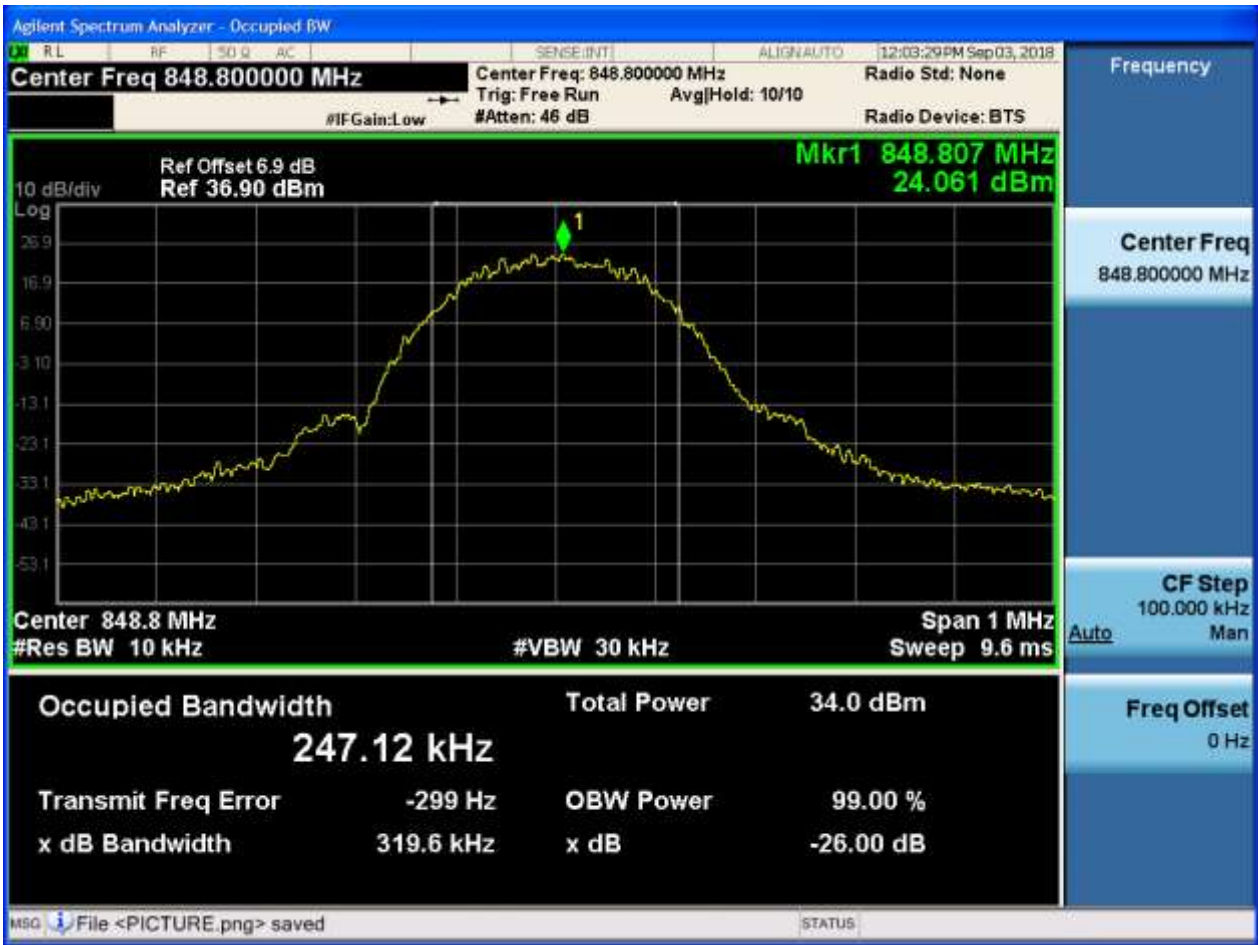 Agilent Spectrum Analyzer - Occupied BW
LXI RL RF 50 Ω AC SENSE:INT ALIGNAUTO 12:03:29 PM Sep 03, 2018
Center Freq 848.800000 MHz
Center Freq: 848.800000 MHz
Radio Std: None
Trig: Free Run Avg|Hold: 10/10
#IFGain:Low
#Atten: 46 dB
Radio Device: BTS
Frequency
Mkr1 848.807 MHz
24.061 dBm
Ref Offset 6.9 dB
10 dB/div Ref 36.90 dBm
Log
1
26.9
16.9
6.90
-3.10
-13.1
-23.1
-33.1
-43.1
-53.1
Center 848.8 MHz
Span 1 MHz
#Res BW 10 kHz
#VBW 30 kHz
Sweep 9.6 ms
Center Freq
848.800000 MHz
CF Step
100.000 kHz
Auto Man
Freq Offset
0 Hz
Occupied Bandwidth
247.12 kHz
Total Power 34.0 dBm
Transmit Freq Error -299 Hz
OBW Power 99.00 %
x dB Bandwidth 319.6 kHz
x dB -26.00 dB
MSG File <PICTURE.png> saved
STATUS